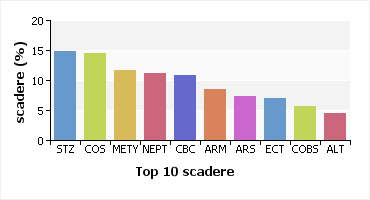 scadere (%)
20
15
10
5
0
STZ COS METY NEPT CBC ARM ARS ECT COBS ALT
Top 10 scadere